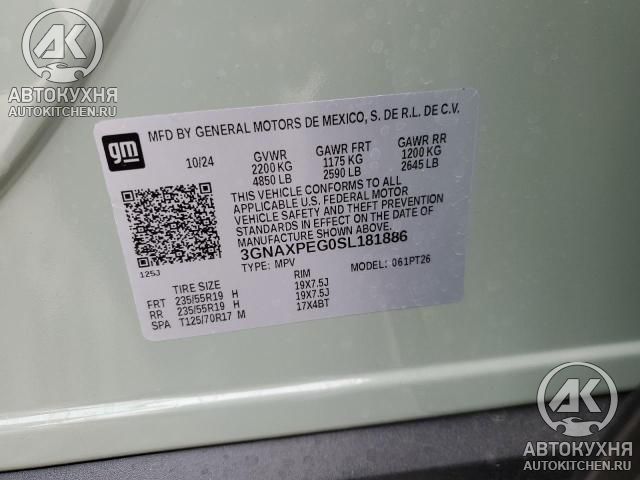 AK
АВТОКУХНЯ
AUTOKITCHEN.RU
gm
MFD BY GENERAL MOTORS DE MEXICO, S. DE R.L. DE C.V.
10/24 GVWR GAWR FRT GAWR RR
2200 KG 1175 KG 1200 KG
4850 LB 2590 LB 2645 LB
THIS VEHICLE CONFORMS TO ALL
APPLICABLE U.S. FEDERAL MOTOR
VEHICLE SAFETY AND THEFT PREVENTION
STANDARDS IN EFFECT ON THE DATE OF
MANUFACTURE SHOWN ABOVE.
3GNAXPEG0SL181886
125J TYPE: MPV MODEL: 061PT26
TIRE SIZE RIM
FRT 235/55R19 H 19X7.5J
RR 235/55R19 H 19X7.5J
SPA T125/70R17 M 17X4BT
AK
АВТОКУХНЯ
AUTOKITCHEN.RU